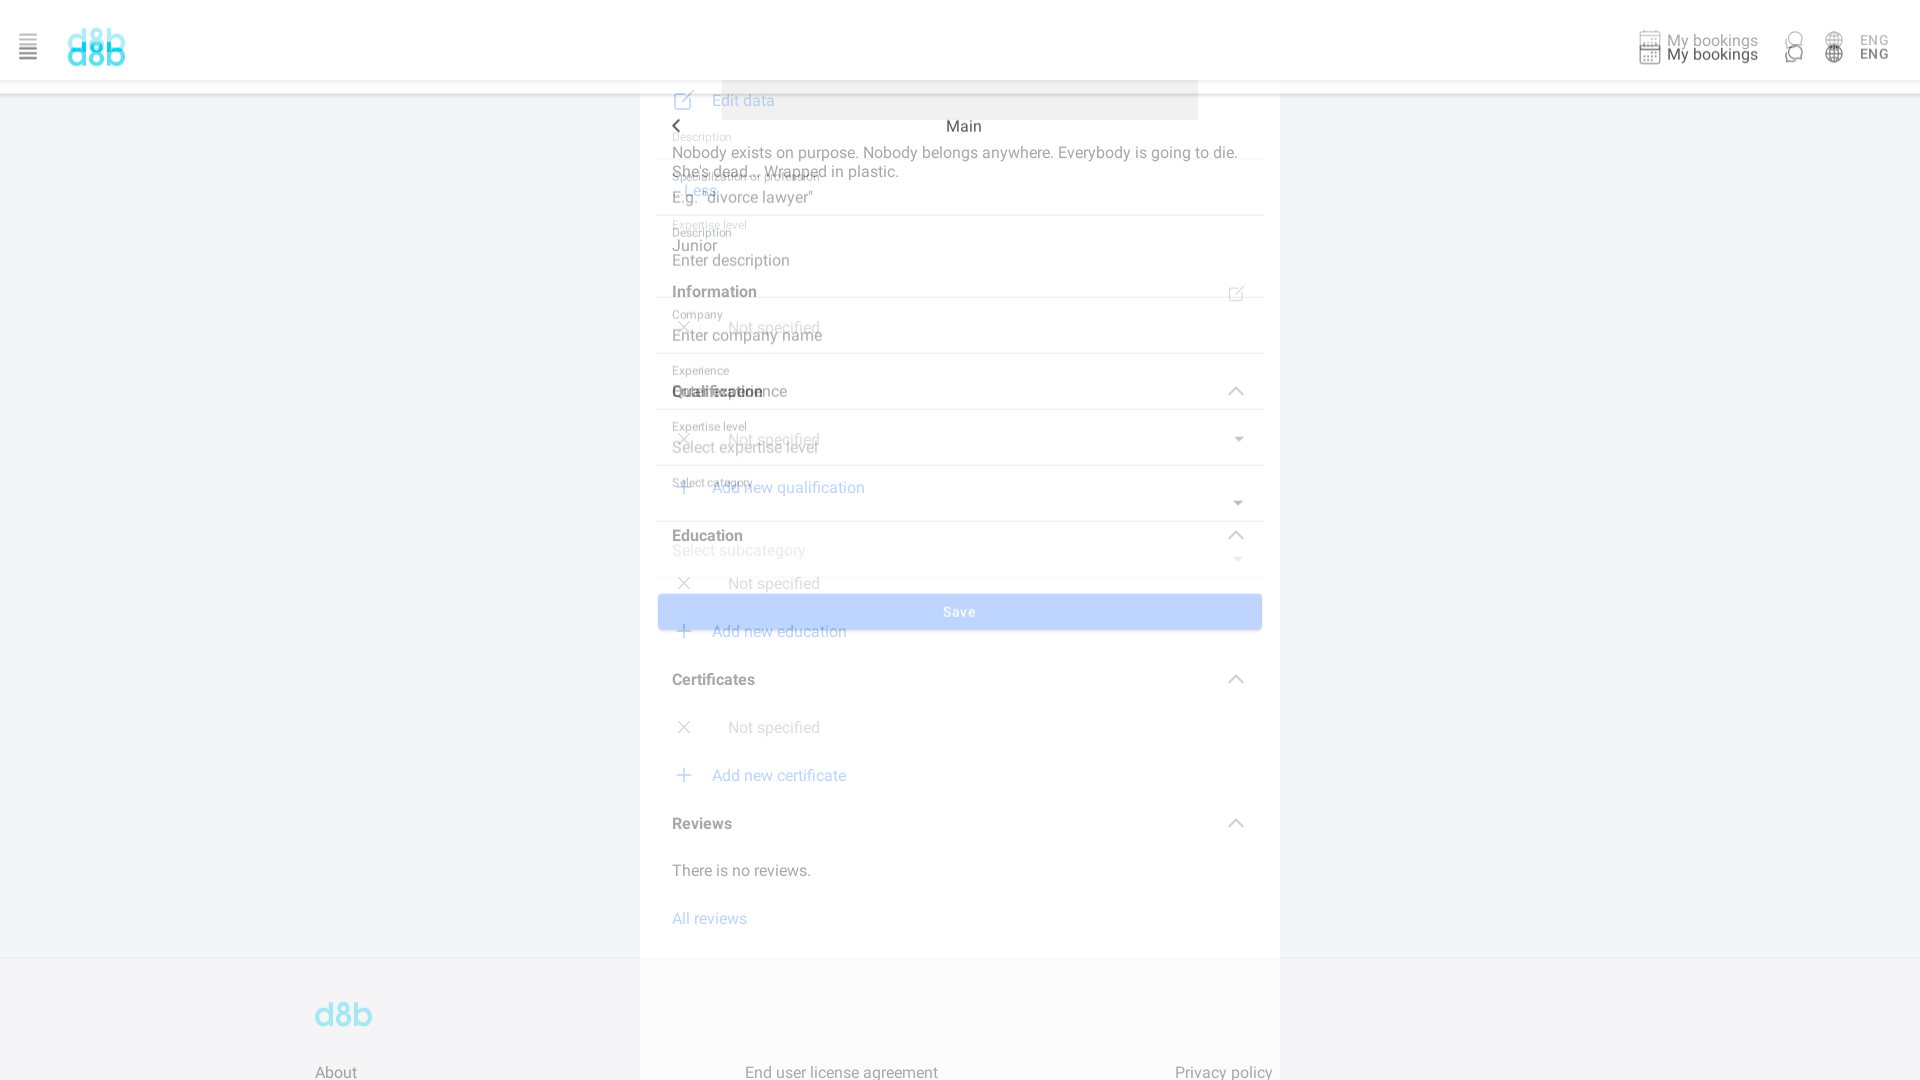 d8b
d8b
My bookings
ENG
My bookings
ENG
Edit data
Main
Description
Nobody exists on purpose. Nobody belongs anywhere. Everybody is going to die.
She's dead... Wrapped in plastic.
Specialization or profession
Less
E.g. "divorce lawyer"
Expertise level
Description
Junior
Enter description
Information
Company
Not specified
Enter company name
Experience
Qualification
Enter experience
Expertise level
Not specified
Select expertise level
Select category
Add new qualification
Education
Select subcategory
Not specified
Save
Add new education
Certificates
Not specified
Add new certificate
Reviews
There is no reviews.
All reviews
d8b
About
End user license agreement
Privacy policy